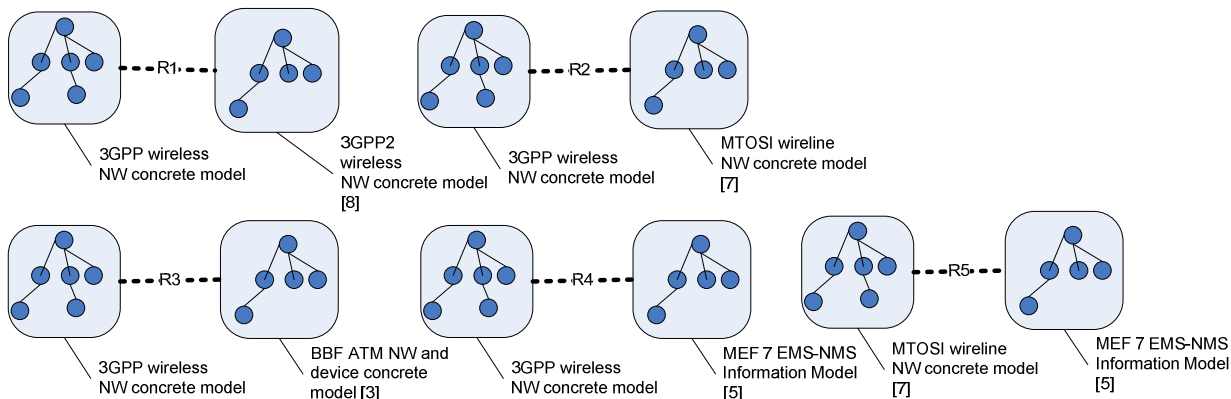 R1
R2
3GPP wireless
NW concrete model
3GPP2
wireless
NW concrete model
[8]
3GPP wireless
NW concrete model
MTOSI wireline
NW concrete model
[7]
R3
R4
R5
3GPP wireless
NW concrete model
BBF ATM NW and
device concrete
model [3]
3GPP wireless
NW concrete model
MEF 7 EMS-NMS
Information Model
[5]
MTOSI wireline
NW concrete model
[7]
MEF 7 EMS-NMS
Information Model
[5]